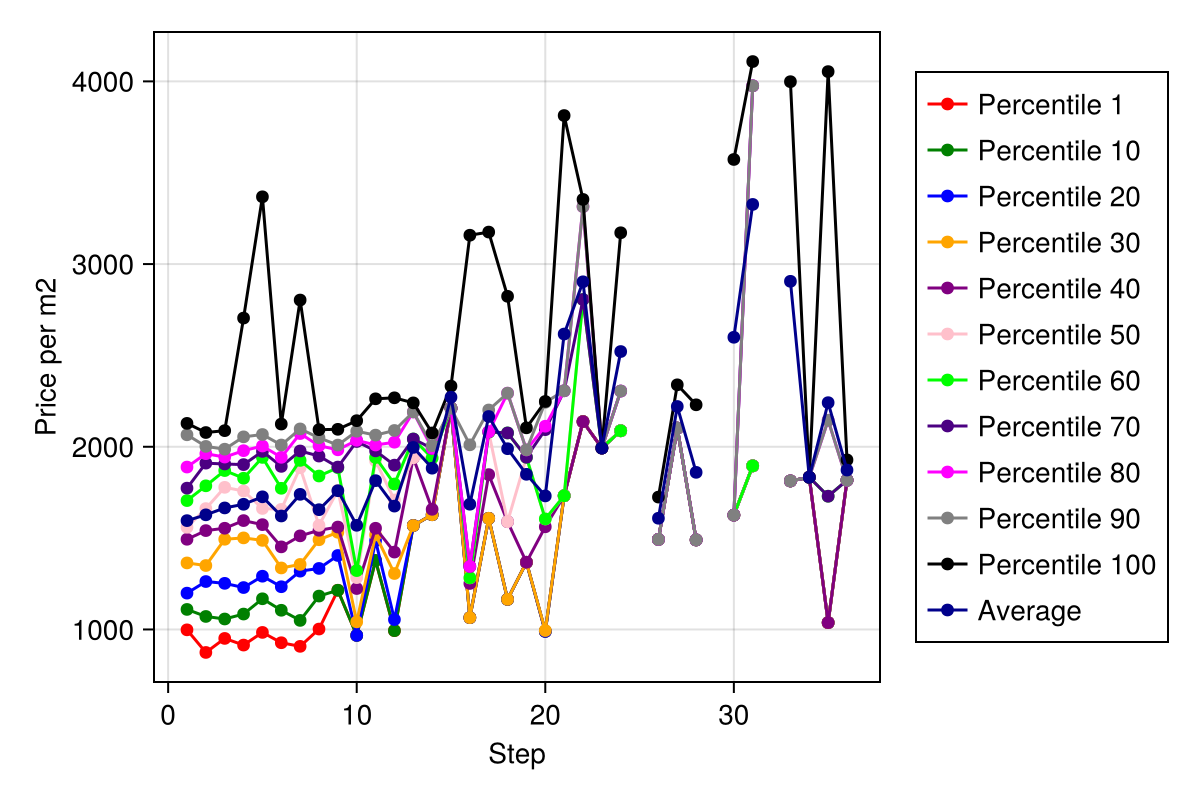 4000
3000
2000
1000
Price per m2
0
10
20
30
Step
Percentile 1
Percentile 10
Percentile 20
Percentile 30
Percentile 40
Percentile 50
Percentile 60
Percentile 70
Percentile 80
Percentile 90
Percentile 100
Average